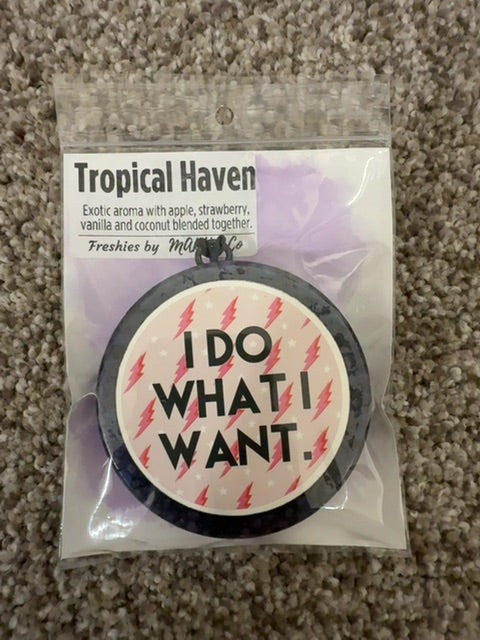 Tropical Haven
Exotic aroma with apple, strawberry,
vanilla and coconut blended together.
Freshies by
I DO
WHAT I
WANT.